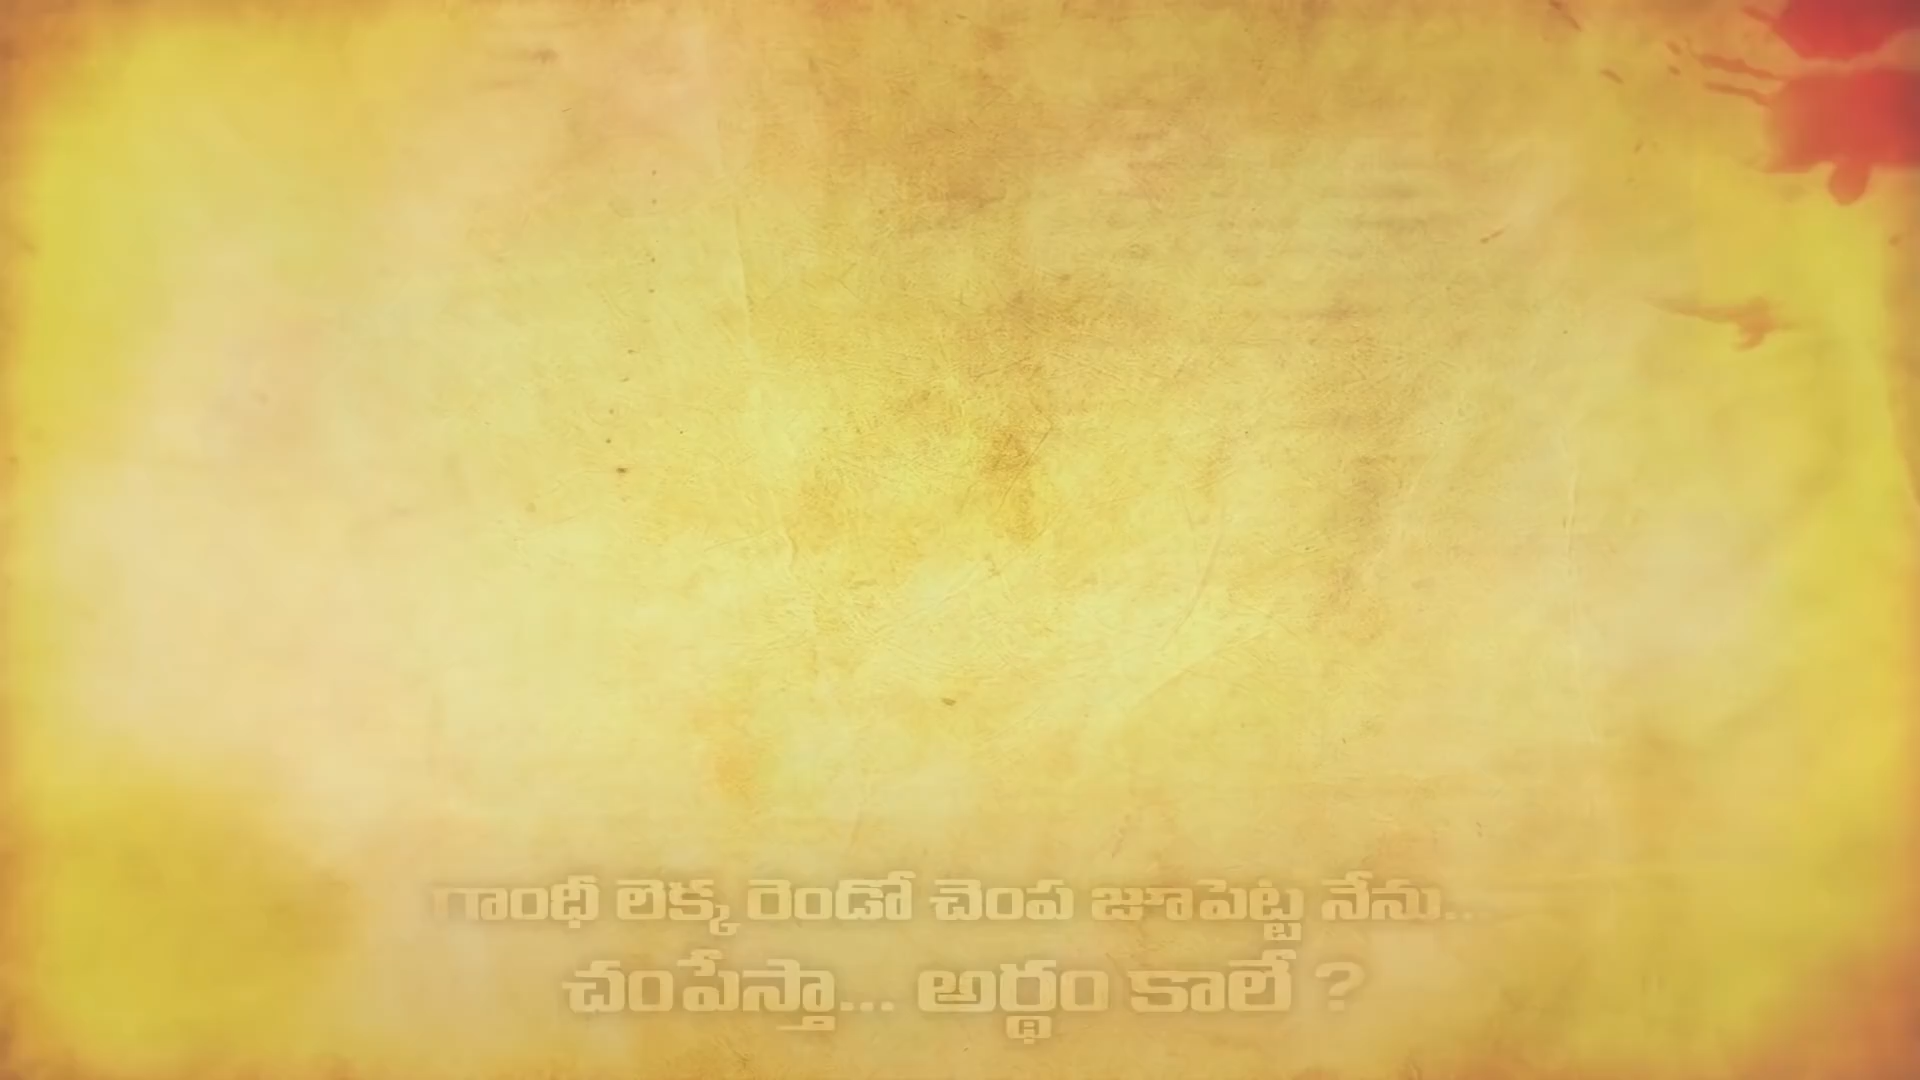 గాంధీ లెక్క రెండో చెంప జూపెట్ట నేను...
చంపేస్తా... అర్థం కాలే ?